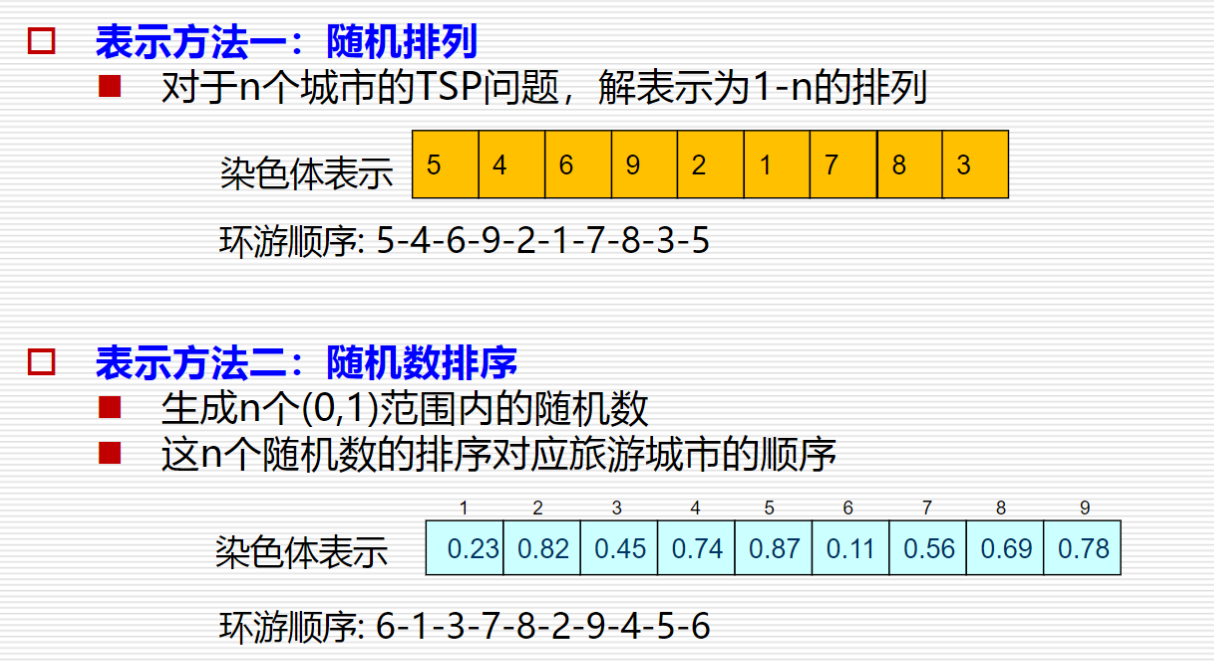 表示方法一：随机排列
对于n个城市的TSP问题，解表示为1-n的排列
染色体表示 5 4 6 9 2 1 7 8 3
环游顺序: 5-4-6-9-2-1-7-8-3-5
表示方法二：随机数排序
生成n个(0,1)范围内的随机数
这n个随机数的排序对应旅游城市的顺序
1 2 3 4 5 6 7 8 9
染色体表示 0.23 0.82 0.45 0.74 0.87 0.11 0.56 0.69 0.78
环游顺序: 6-1-3-7-8-2-9-4-5-6